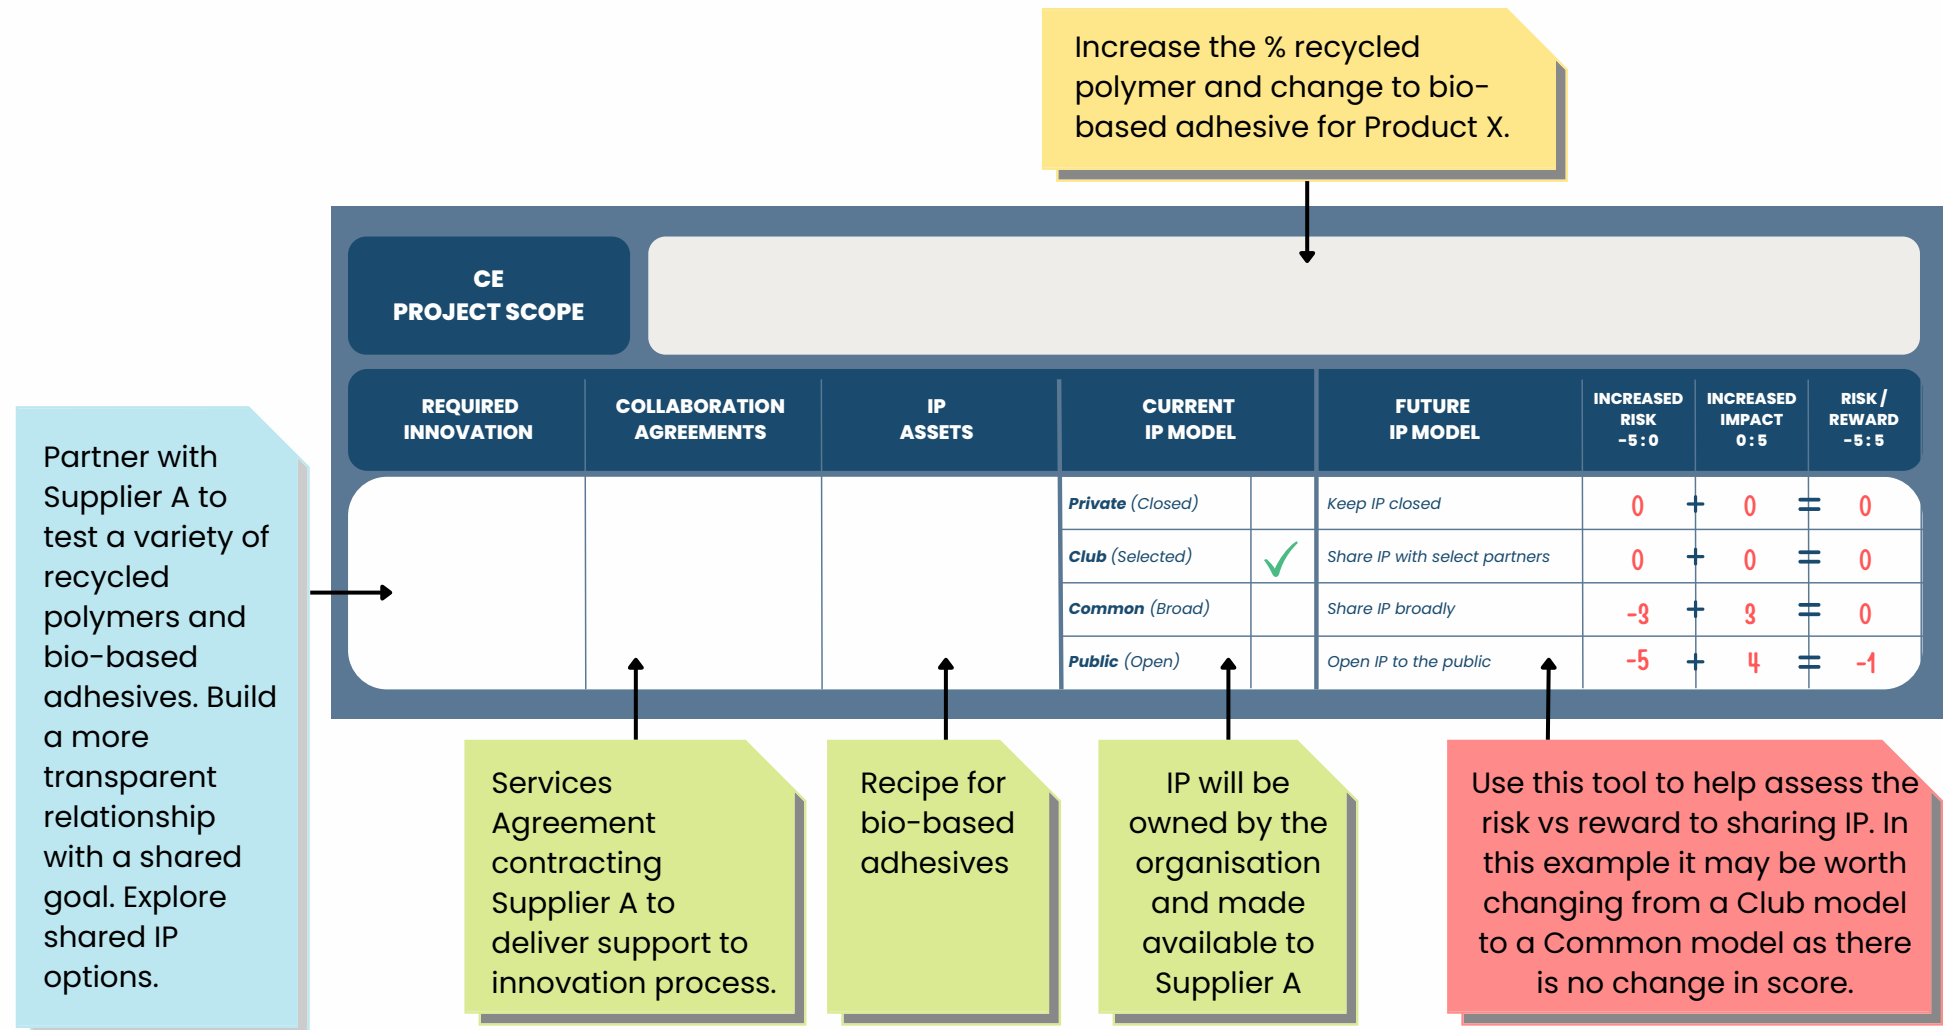 Increase the % recycled
polymer and change to bio-
based adhesive for Product X.
CE
PROJECT SCOPE
REQUIRED
INNOVATION
COLLABORATION
AGREEMENTS
IP
ASSETS
CURRENT
IP MODEL
FUTURE
IP MODEL
INCREASED
RISK
-5:0
INCREASED
IMPACT
0:5
RISK/
REWARD
-5:5
Private (Closed) Keep IP closed 0 + 0 = 0
Club (Selected) ✓ Share IP with select partners 0 + 0 = 0
Common (Broad) Share IP broadly -3 + 3 = 0
Public (Open) Open IP to the public -5 + 4 = -1
Partner with
Supplier A to
test a variety of
recycled
polymers and
bio-based
adhesives. Build
a more
transparent
relationship
with a shared
goal. Explore
shared IP
options.
Services
Agreement
contracting
Supplier A to
deliver support to
innovation process.
Recipe for
bio-based
adhesives
IP will be
owned by the
organisation
and made
available to
Supplier A
Use this tool to help assess the
risk vs reward to sharing IP. In
this example it may be worth
changing from a Club model
to a Common model as there
is no change in score.